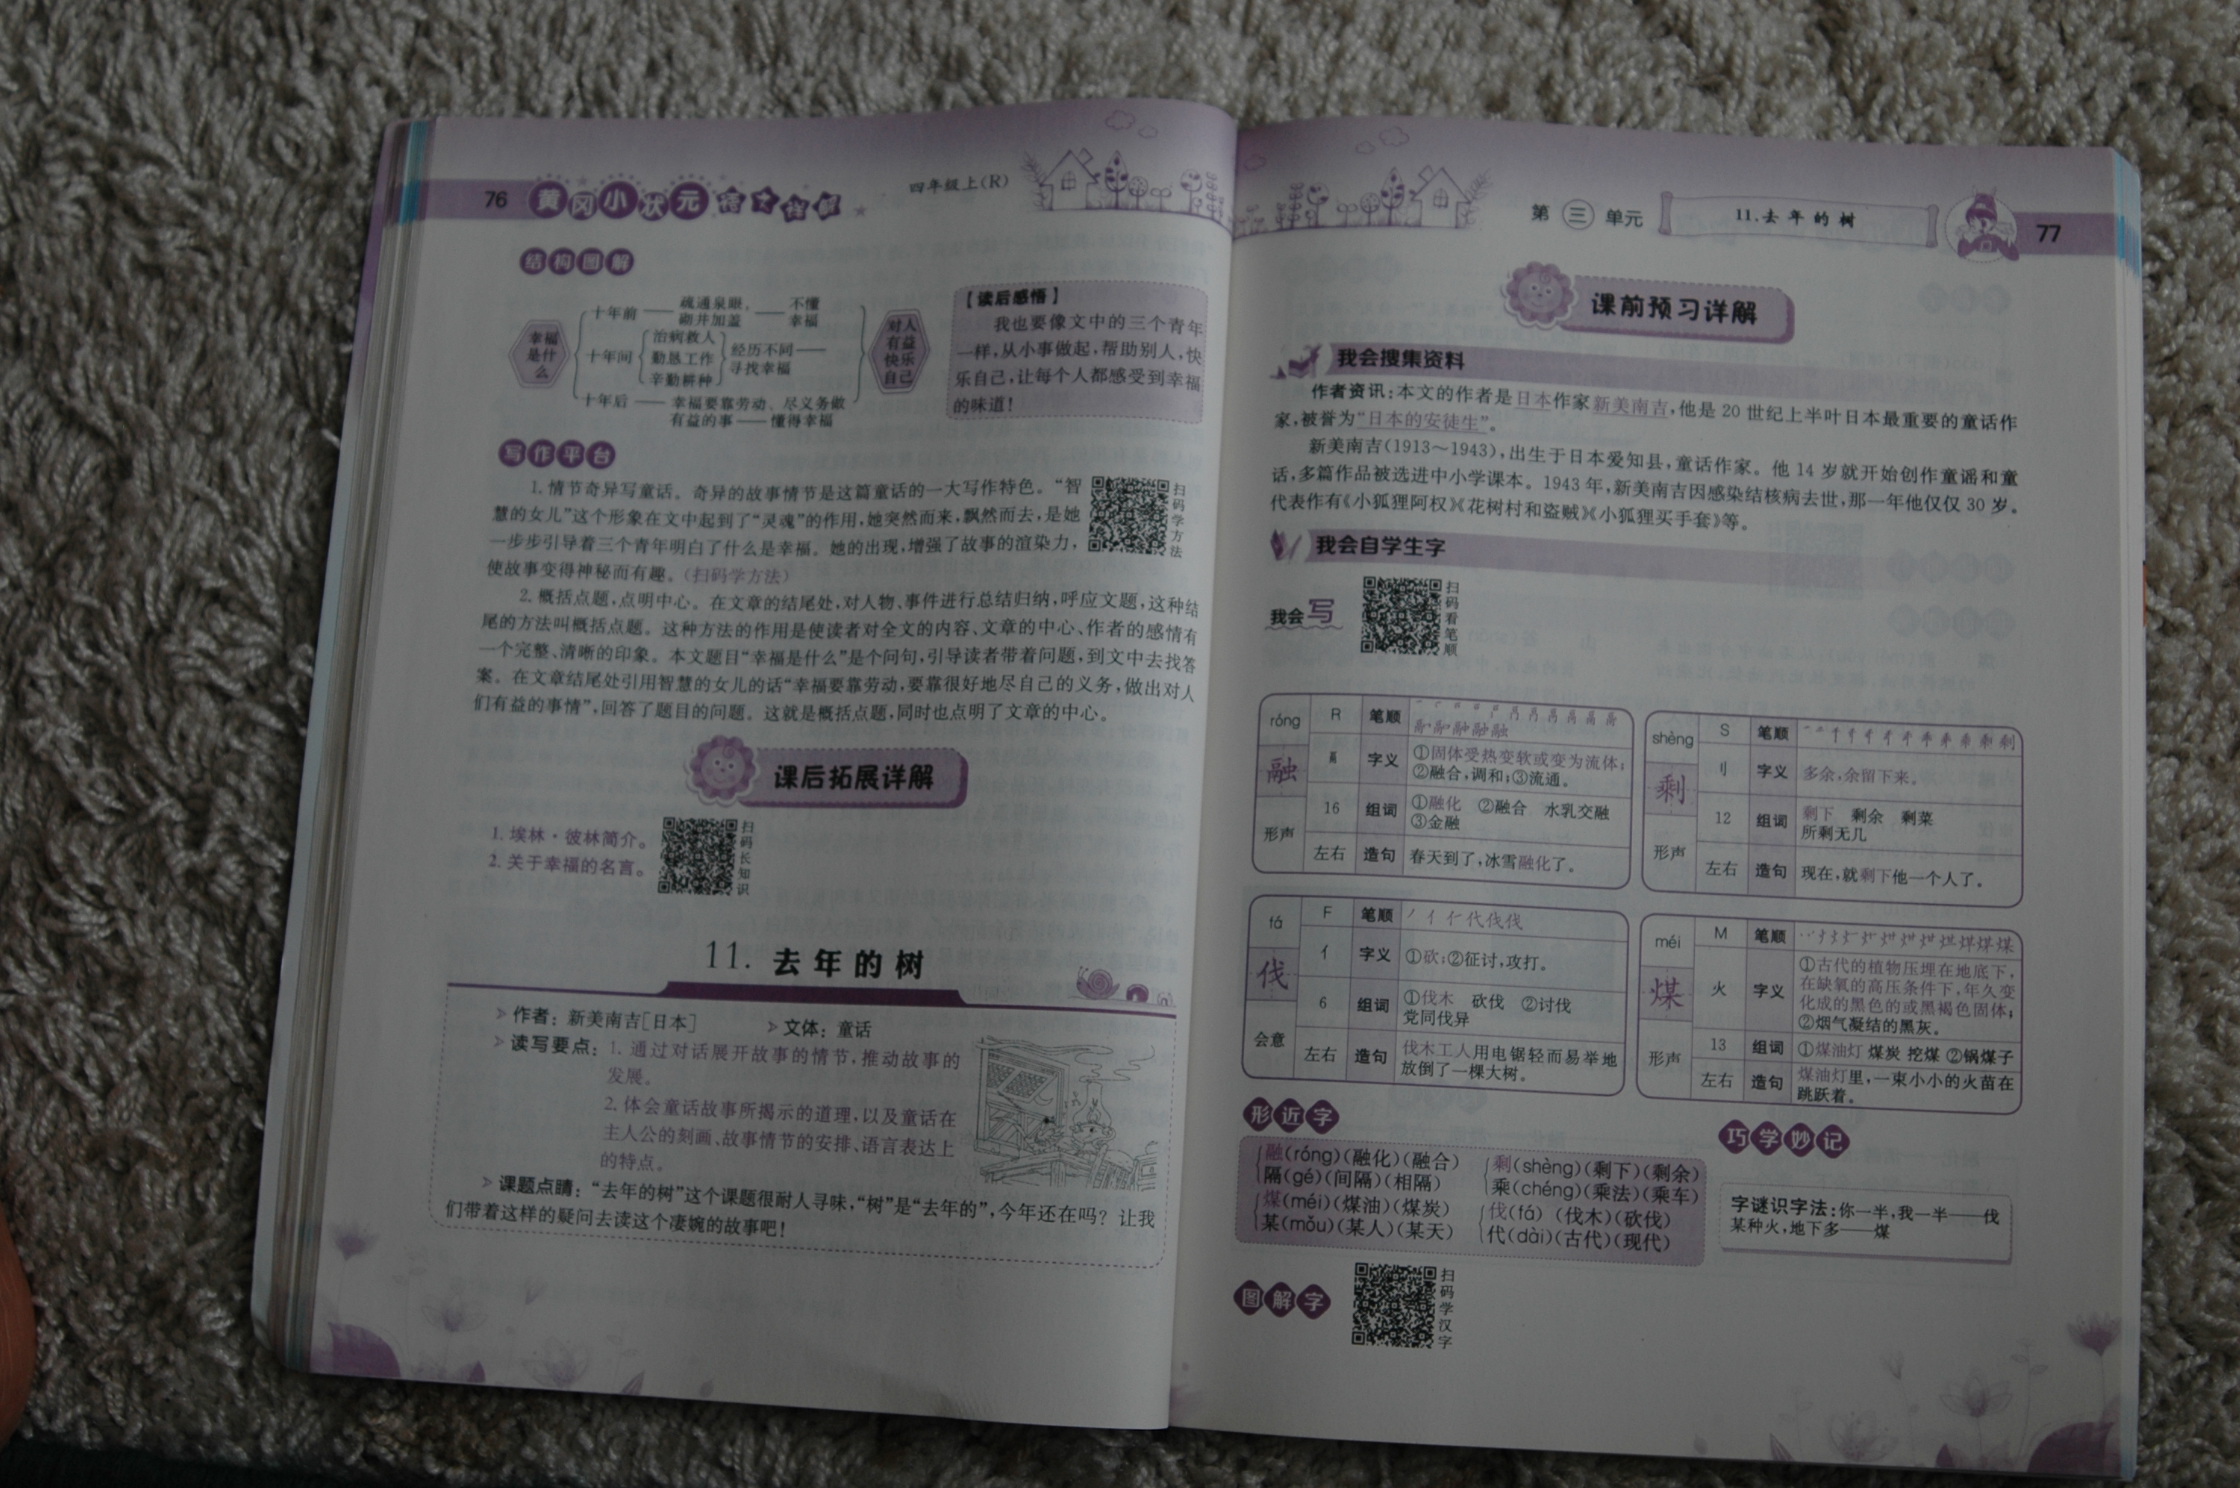 76 黄冈小状元
四年级上(R)
结构图解
幸福是什么
十年前——疏通泉眼、砌井加盖——不懂幸福
十年间
治病救人
勤恳工作
辛勤耕种
经历不同——寻找幸福
十年后——幸福要靠劳动、尽义务做有益的事——懂得幸福
对人有益快乐自己
【读后感悟】
我也要像文中的三个青年
一样,从小事做起,帮助别人,快
乐自己,让每个人都感受到幸福
的味道!
写作平台
1. 情节奇异写童话。奇异的故事情节是这篇童话的一大写作特色。“智
慧的女儿”这个形象在文中起到了“灵魂”的作用,她突然而来,飘然而去,是她
一步步引导着三个青年明白了什么是幸福。她的出现,增强了故事的渲染力,
使故事变得神秘而有趣。(扫码学方法)
扫码学方法
2. 概括点题,点明中心。在文章的结尾处,对人物、事件进行总结归纳,呼应文题,这种结
尾的方法叫概括点题。这种方法的作用是使读者对全文的内容、文章的中心、作者的感情有
一个完整、清晰的印象。本文题目“幸福是什么”是个问句,引导读者带着问题,到文中去找答
案。在文章结尾处引用智慧的女儿的话“幸福要靠劳动,要靠很好地尽自己的义务,做出对人
们有益的事情”,回答了题目的问题。这就是概括点题,同时也点明了文章的中心。
课后拓展详解
1. 埃林·彼林简介。
2. 关于幸福的名言。
扫码长知识
11. 去年的树
> 作者:新美南吉[日本]
> 文体:童话
> 读写要点:1. 通过对话展开故事的情节,推动故事的
发展。
2. 体会童话故事所揭示的道理,以及童话在
主人公的刻画、故事情节的安排、语言表达上
的特点。
> 课题点睛:“去年的树”这个课题很耐人寻味,“树”是“去年的”,今年还在吗?让我
们带着这样的疑问去读这个凄婉的故事吧!
第三单元
11.去年的树
77
课前预习详解
我会搜集资料
作者资讯:本文的作者是日本作家新美南吉,他是20世纪上半叶日本最重要的童话作
家,被誉为“日本的安徒生”。
新美南吉(1913~1943),出生于日本爱知县,童话作家。他14岁就开始创作童谣和童
话,多篇作品被选进中小学课本。1943年,新美南吉因感染结核病去世,那一年他仅仅30岁。
代表作有《小狐狸阿权》《花树村和盗贼》《小狐狸买手套》等。
我会自学生字
我会写
扫码看笔顺
róng R 笔顺
融
字义 ①固体受热变软或变为流体;
②融合,调和;③流通。
16 组词 ①融化 ②融合 水乳交融
③金融
形声 左右 造句 春天到了,冰雪融化了。
shèng S 笔顺
剩 刂 字义 多余,余留下来。
12 组词 剩下 剩余 剩菜
所剩无几
形声 左右 造句 现在,就剩下他一个人了。
fá F 笔顺
伐 亻 字义 ①砍;②征讨,攻打。
6 组词 ①伐木 砍伐 ②讨伐
党同伐异
会意 左右 造句 伐木工人用电锯轻而易举地
放倒了一棵大树。
méi M 笔顺
煤 火 字义 ①古代的植物压埋在地底下,
在缺氧的高压条件下,年久变
化成的黑色的或黑褐色固体;
②烟气凝结的黑灰。
13 组词 ①煤油灯 煤炭 挖煤 ②锅煤子
形声 左右 造句 煤油灯里,一束小小的火苗在
跳跃着。
形近字
融(róng)(融化)(融合)
隔(gé)(间隔)(相隔)
煤(méi)(煤油)(煤炭)
某(mǒu)(某人)(某天)
剩(shèng)(剩下)(剩余)
乘(chéng)(乘法)(乘车)
伐(fá)(伐木)(砍伐)
代(dài)(古代)(现代)
巧学妙记
字谜识字法:你一半,我一半——伐
某种火,地下多——煤
图解字
扫码学汉字